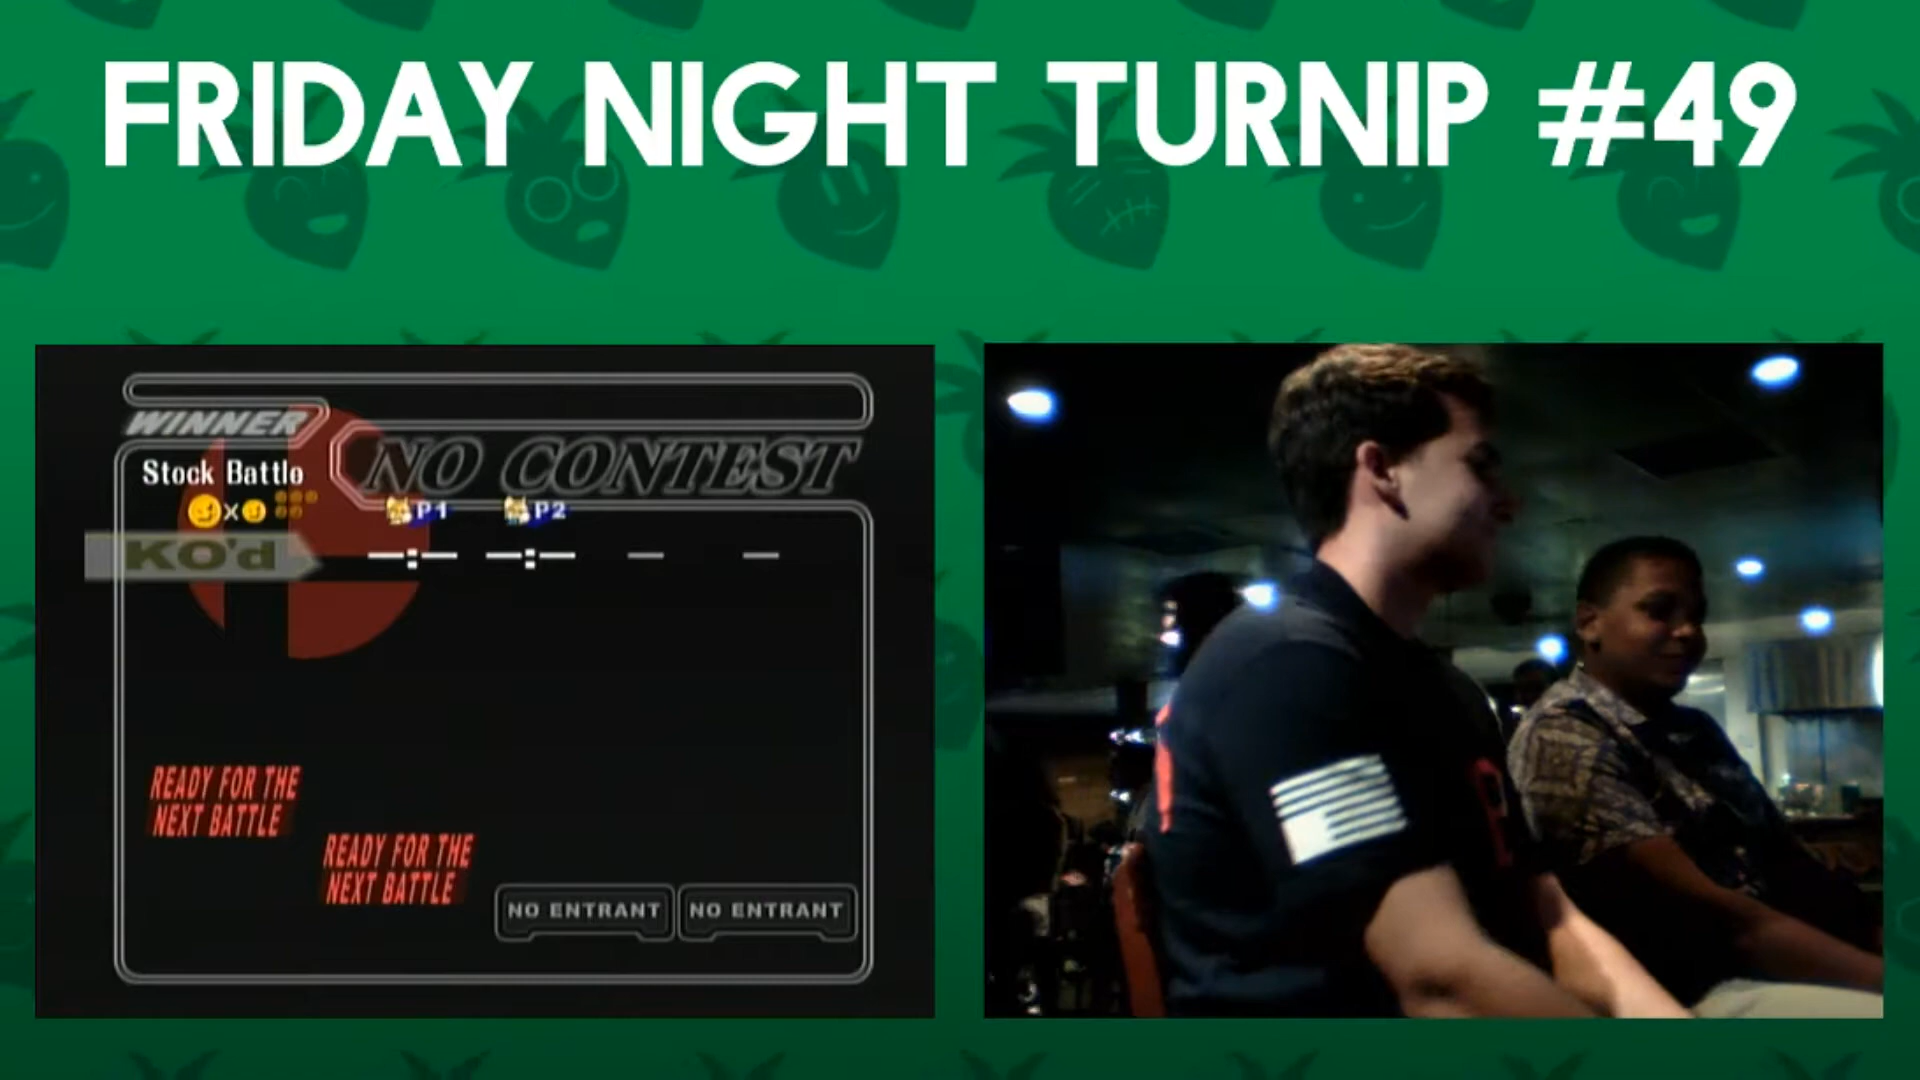 FRIDAY NIGHT TURNIP #49
WINNER
NO CONTEST
Stock Battle
x
P1
P2
KO'd
READY FOR THE
NEXT BATTLE
READY FOR THE
NEXT BATTLE
NO ENTRANT
NO ENTRANT